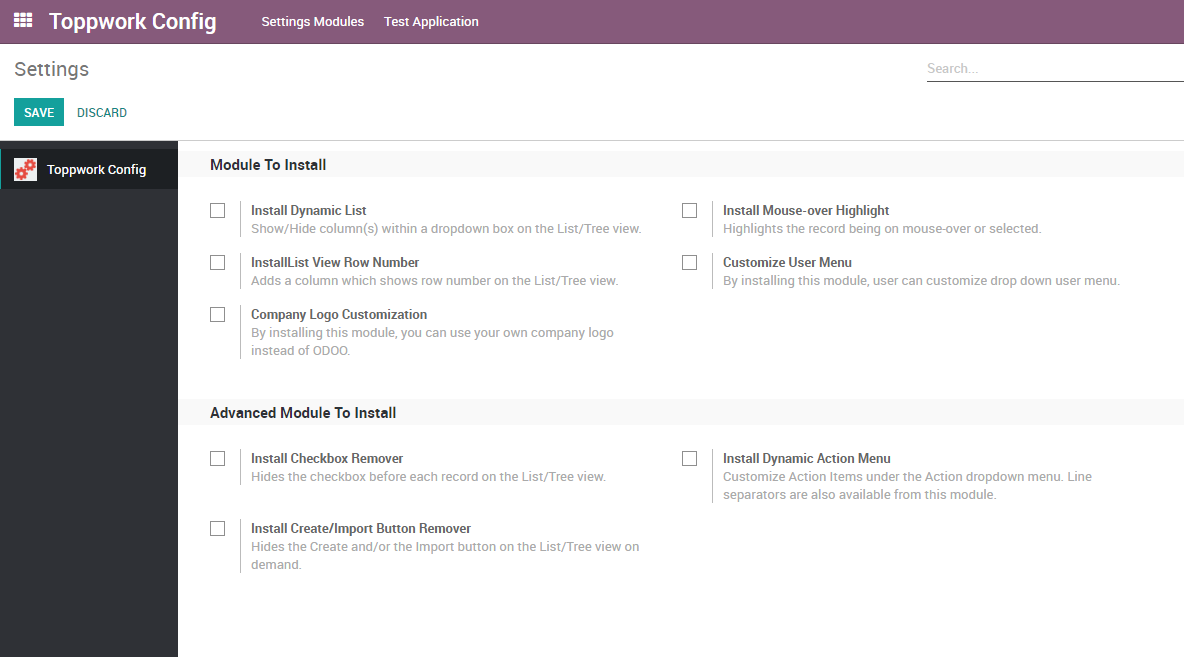 Toppwork Config
Settings Modules
Test Application
Settings
Search...
SAVE
DISCARD
Toppwork Config
Module To Install
Install Dynamic List
Show/Hide column(s) within a dropdown box on the List/Tree view.
Install Mouse-over Highlight
Highlights the record being on mouse-over or selected.
InstallList View Row Number
Adds a column which shows row number on the List/Tree view.
Customize User Menu
By installing this module, user can customize drop down user menu.
Company Logo Customization
By installing this module, you can use your own company logo
instead of ODOO.
Advanced Module To Install
Install Checkbox Remover
Hides the checkbox before each record on the List/Tree view.
Install Dynamic Action Menu
Customize Action Items under the Action dropdown menu. Line
separators are also available from this module.
Install Create/Import Button Remover
Hides the Create and/or the Import button on the List/Tree view on
demand.